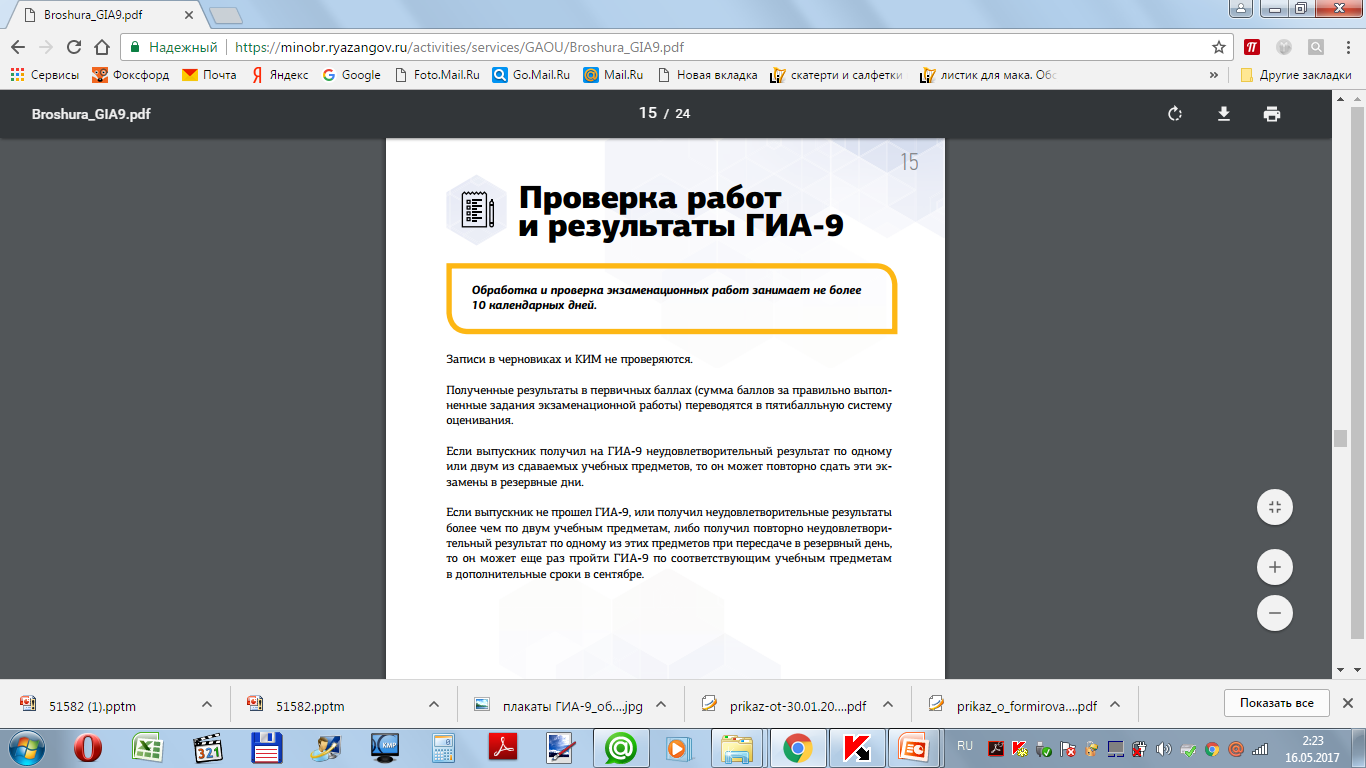 Broshura_GIA9.pdf
Надежный
https://minobr.ryazangov.ru/activities/services/GAOU/Broshura_GIA9.pdf
Сервисы
Фоксфорд
Почта
Яндекс
Google
Foto.Mail.Ru
Go.Mail.Ru
Mail.Ru
Новая вкладка
скатерти и салфетки
листик для мака. Обс
»
Другие закладки
Broshura_GIA9.pdf
15 / 24
15
Проверка работ
и результаты ГИА-9
Обработка и проверка экзаменационных работ занимает не более
10 календарных дней.
Записи в черновиках и КИМ не проверяются.
Полученные результаты в первичных баллах (сумма баллов за правильно выпол-
ненные задания экзаменационной работы) переводятся в пятибалльную систему
оценивания.
Если выпускник получил на ГИА-9 неудовлетворительный результат по одному
или двум из сдаваемых учебных предметов, то он может повторно сдать эти эк-
замены в резервные дни.
Если выпускник не прошел ГИА-9, или получил неудовлетворительные результаты
более чем по двум учебным предметам, либо получил повторно неудовлетвори-
тельный результат по одному из этих предметов при пересдаче в резервный день,
то он может еще раз пройти ГИА-9 по соответствующим учебным предметам
в дополнительные сроки в сентябре.
51582 (1).pptm
51582.pptm
плакаты ГИА-9_об....jpg
prikaz-ot-30.01.20....pdf
prikaz_o_formirova....pdf
Показать все
321
KMP
RU
2:23
16.05.2017